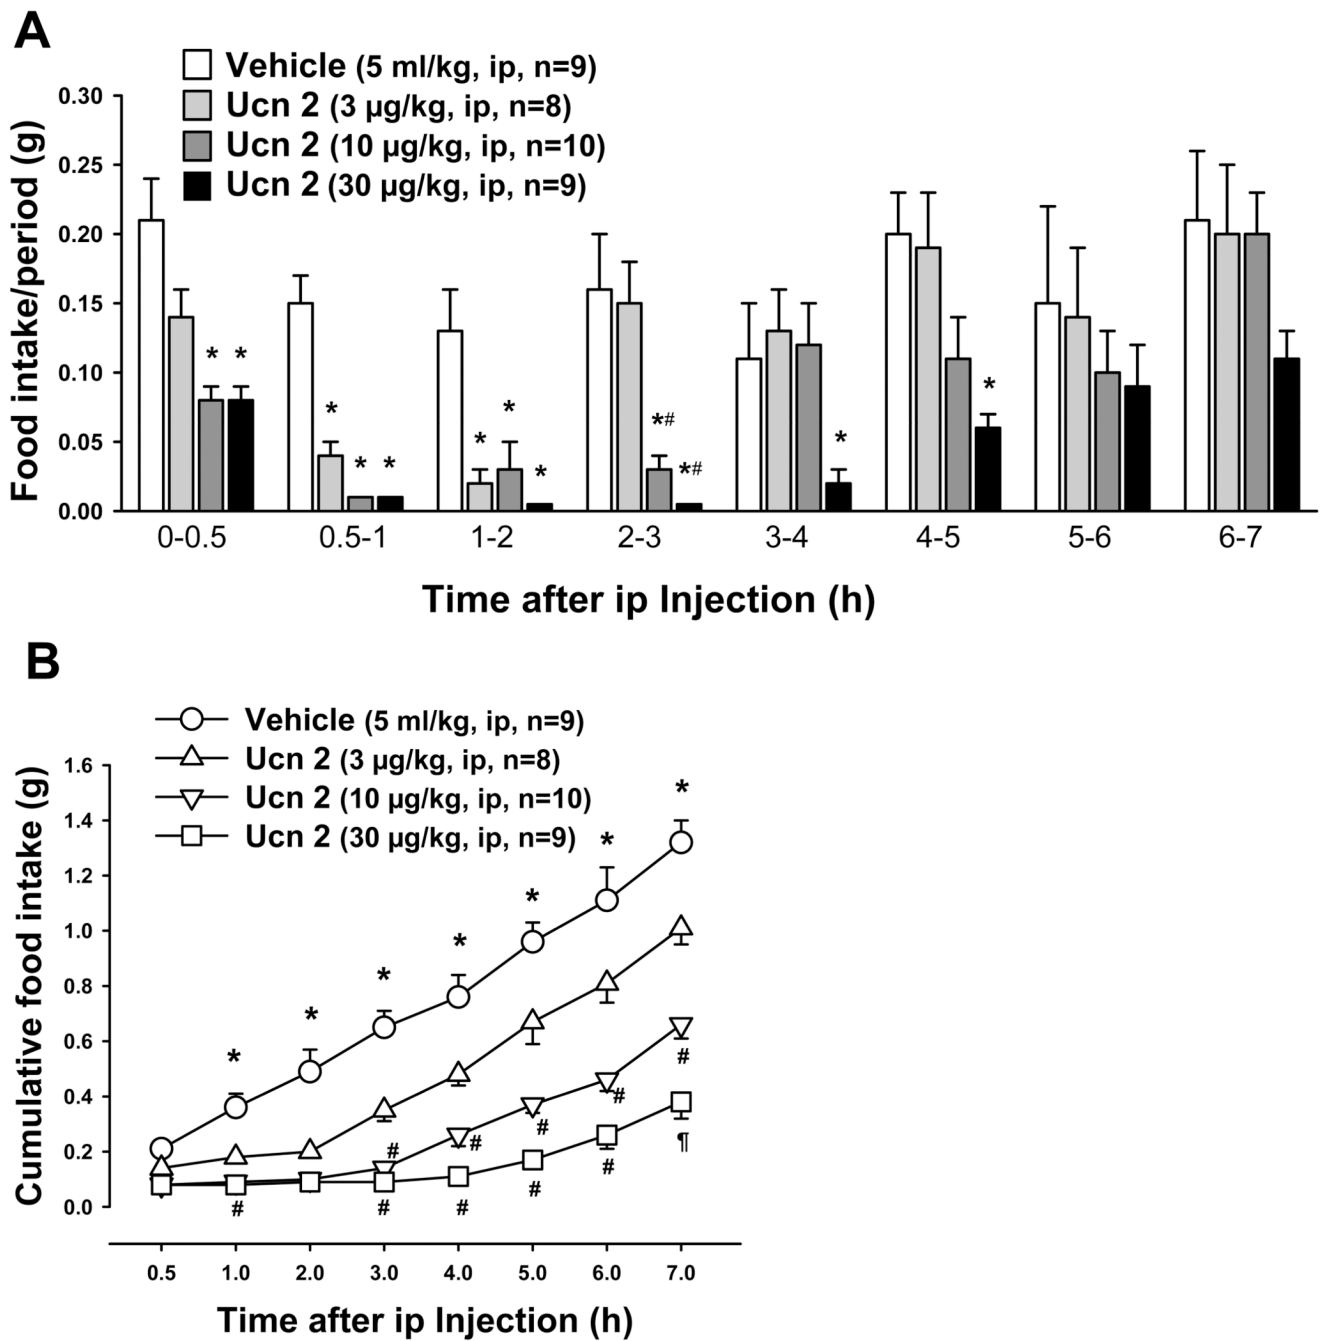 A
Vehicle (5 ml/kg, ip, n=9)
Ucn 2 (3 µg/kg, ip, n=8)
Ucn 2 (10 µg/kg, ip, n=10)
Ucn 2 (30 µg/kg, ip, n=9)
Food intake/period (g)
0.30
0.25
0.20
0.15
0.10
0.05
0.00
* *
* * *
* * *
*# *#
*
*
0-0.5 0.5-1 1-2 2-3 3-4 4-5 5-6 6-7
Time after ip Injection (h)
B
Vehicle (5 ml/kg, ip, n=9)
Ucn 2 (3 µg/kg, ip, n=8)
Ucn 2 (10 µg/kg, ip, n=10)
Ucn 2 (30 µg/kg, ip, n=9)
Cumulative food intake (g)
1.6
1.4
1.2
1.0
0.8
0.6
0.4
0.2
0.0
* * * * * * *
# # # # #
# # # # # ¶
0.5 1.0 2.0 3.0 4.0 5.0 6.0 7.0
Time after ip Injection (h)